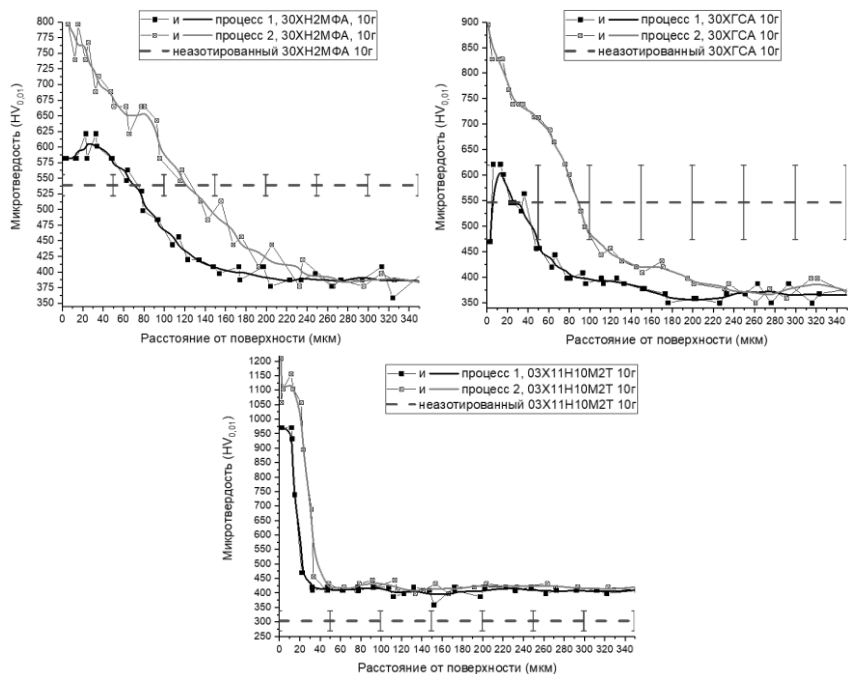 и процесс 1, 30ХН2МФА, 10г
и процесс 2, 30ХН2МФА, 10г
неазотированный 30ХН2МФА 10г
Микротвердость (HV0,01)
800
775
750
725
700
675
650
625
600
575
550
525
500
475
450
425
400
375
350
0 20 40 60 80 100 120 140 160 180 200 220 240 260 280 300 320 340
Расстояние от поверхности (мкм)
и процесс 1, 30ХГСА 10г
и процесс 2, 30ХГСА 10г
неазотированный 30ХГСА 10г
Микротвердость (HV0,01)
900
850
800
750
700
650
600
550
500
450
400
350
0 20 40 60 80 100 120 140 160 180 200 220 240 260 280 300 320 340
Расстояние от поверхности (мкм)
и процесс 1, 03Х11Н10М2Т 10г
и процесс 2, 03Х11Н10М2Т 10г
неазотированный 03Х11Н10М2Т 10г
Микротвердость (HV0,01)
1200
1150
1100
1050
1000
950
900
850
800
750
700
650
600
550
500
450
400
350
300
250
0 20 40 60 80 100 120 140 160 180 200 220 240 260 280 300 320 340
Расстояние от поверхности (мкм)